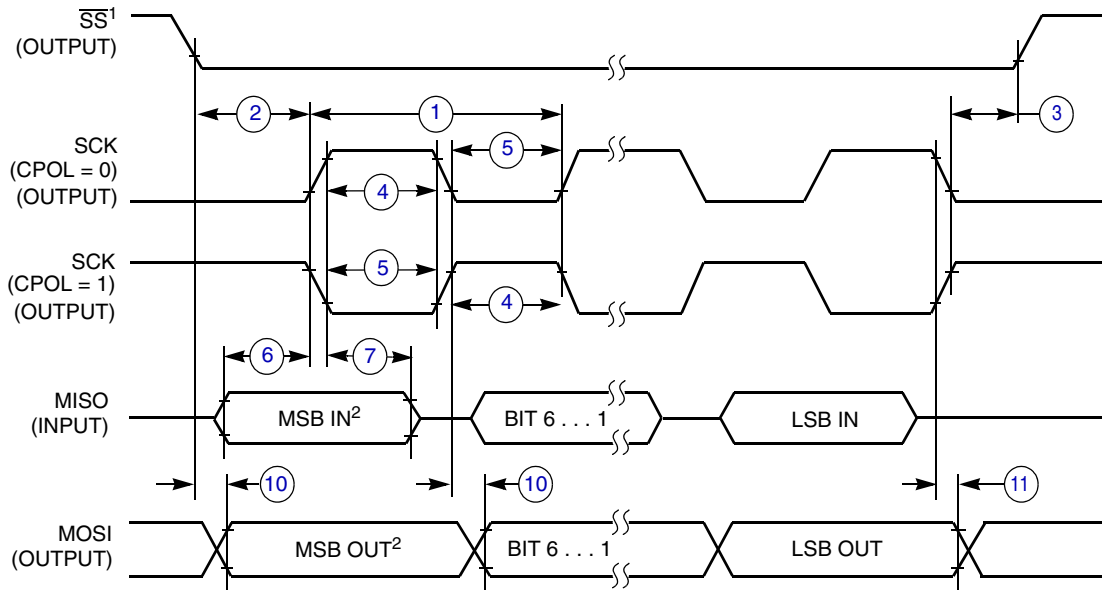 SS¹
(OUTPUT)
2
1
3
SCK
(CPOL = 0)
(OUTPUT)
5
4
SCK
(CPOL = 1)
(OUTPUT)
5
4
6
7
MISO
(INPUT)
MSB IN²
BIT 6 . . . 1
LSB IN
10
10
11
MOSI
(OUTPUT)
MSB OUT²
BIT 6 . . . 1
LSB OUT